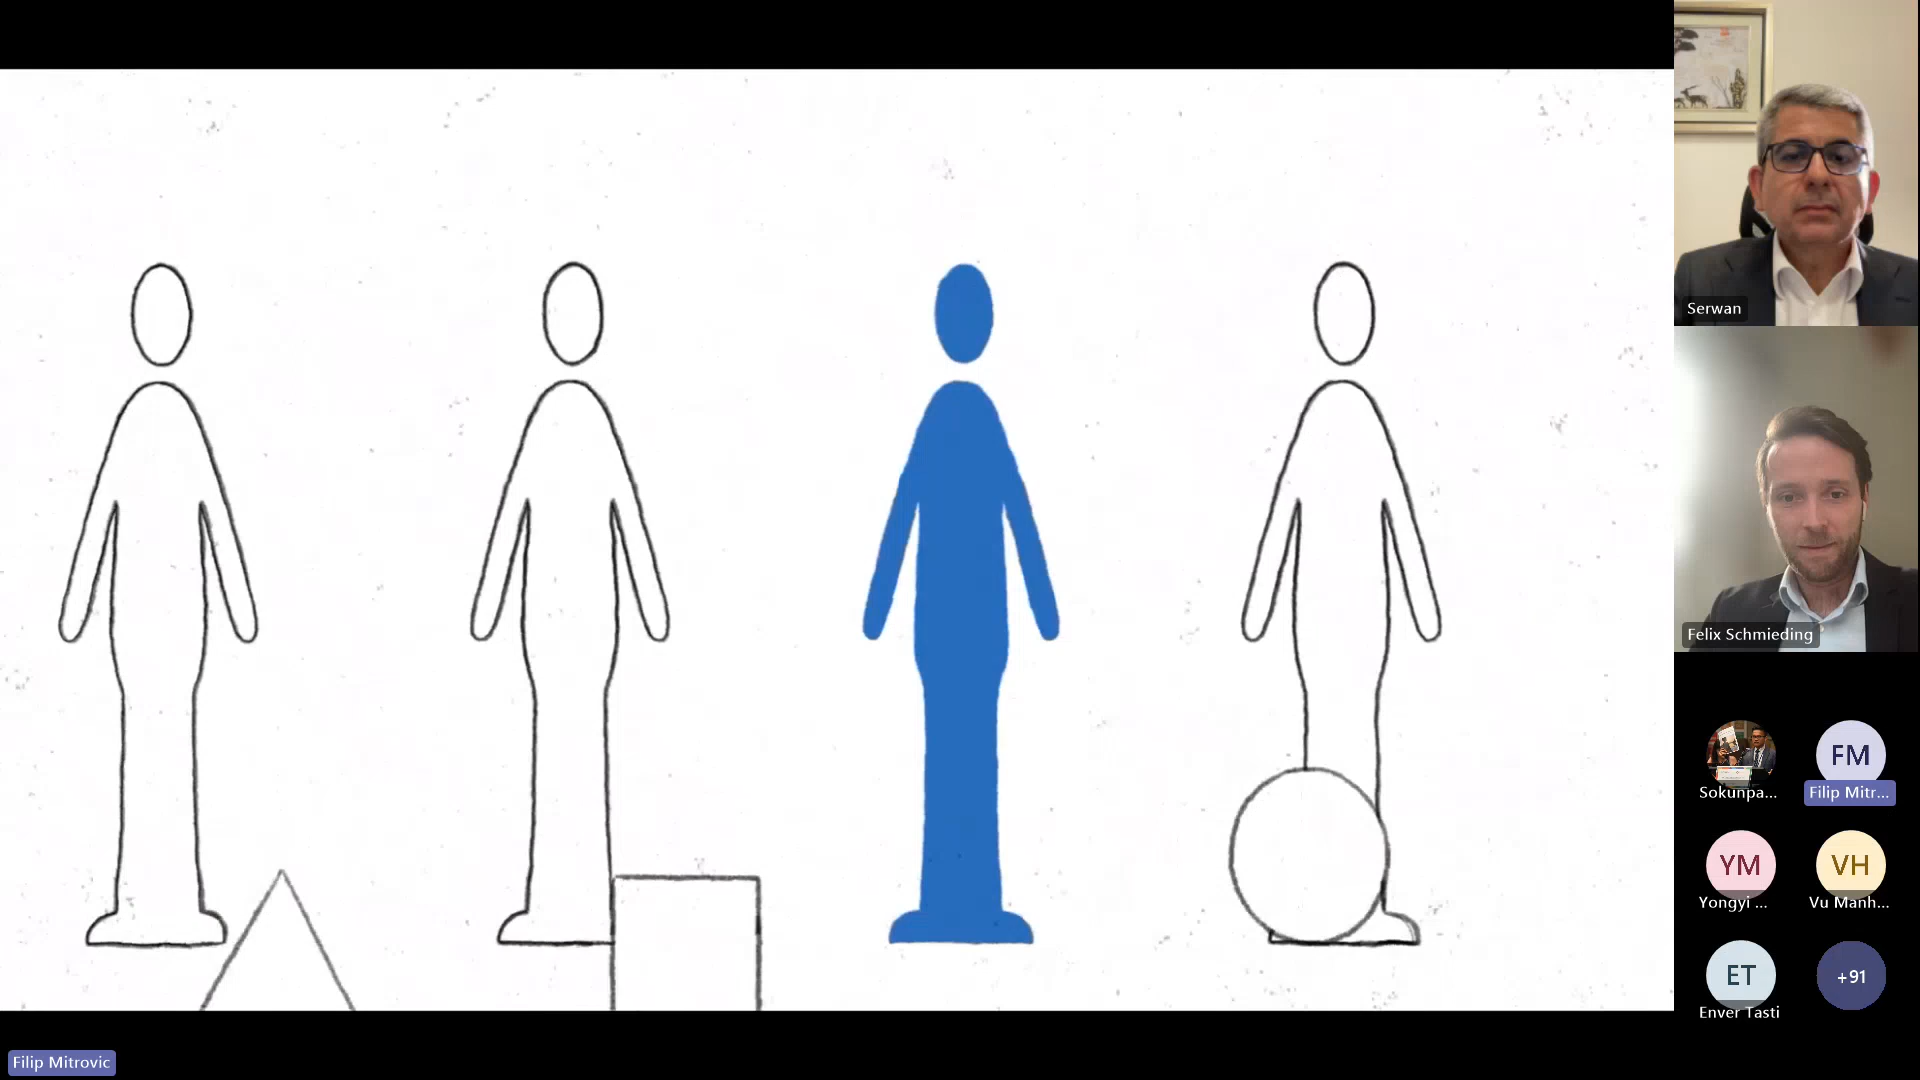 Serwan
Felix Schmieding
Sokunpa...
FM
Filip Mitr...
YM
Yongyi ...
VH
Vu Manh...
ET
Enver Tasti
+91
Filip Mitrovic